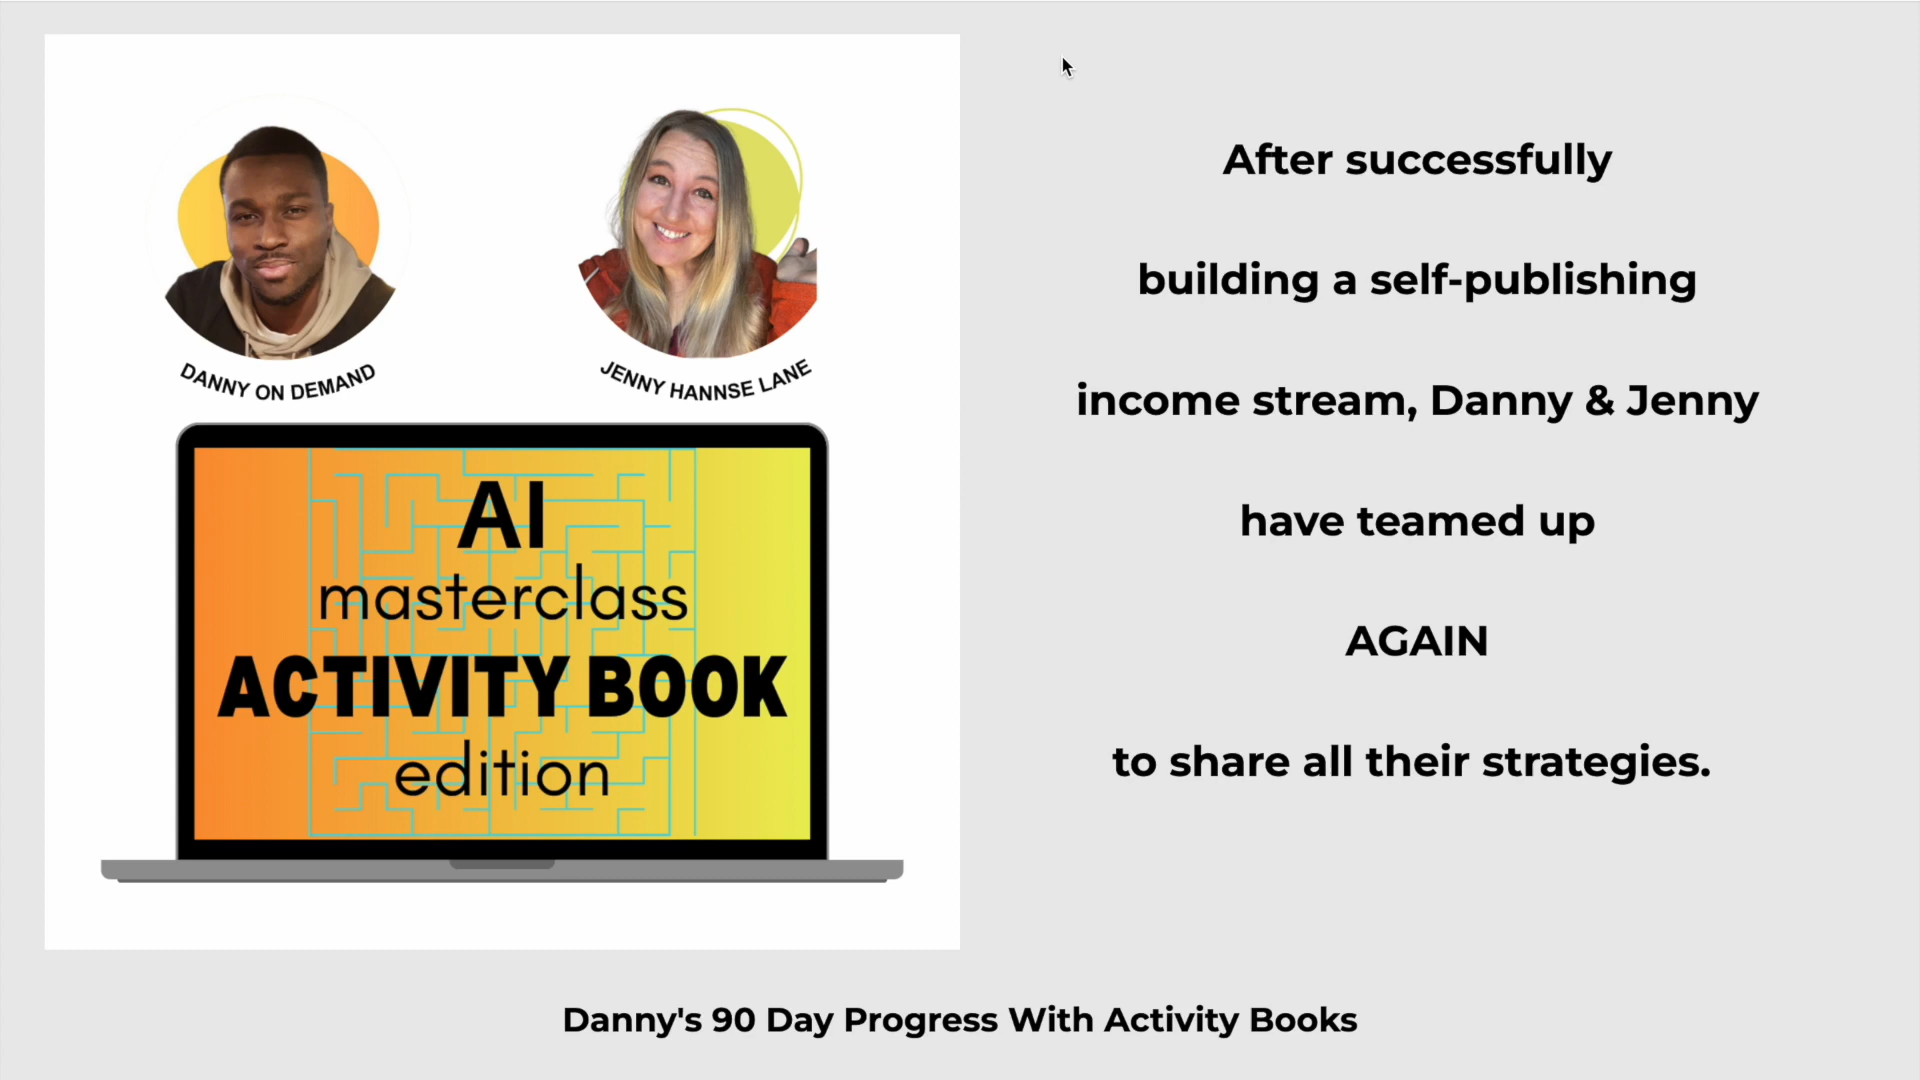 DANNY ON DEMAND
JENNY HANNSE LANE
AI
masterclass
ACTIVITY BOOK
edition
After successfully
building a self-publishing
income stream, Danny & Jenny
have teamed up
AGAIN
to share all their strategies.
Danny's 90 Day Progress With Activity Books